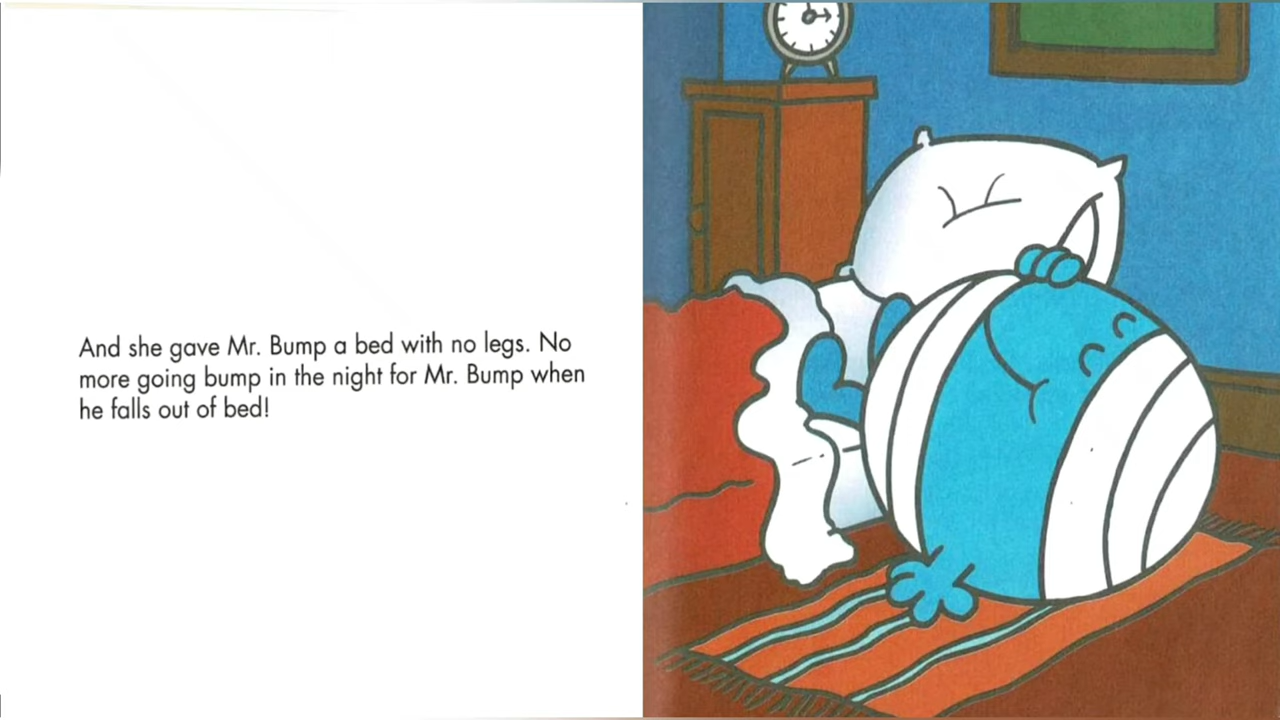 And she gave Mr. Bump a bed with no legs. No
more going bump in the night for Mr. Bump when
he falls out of bed!